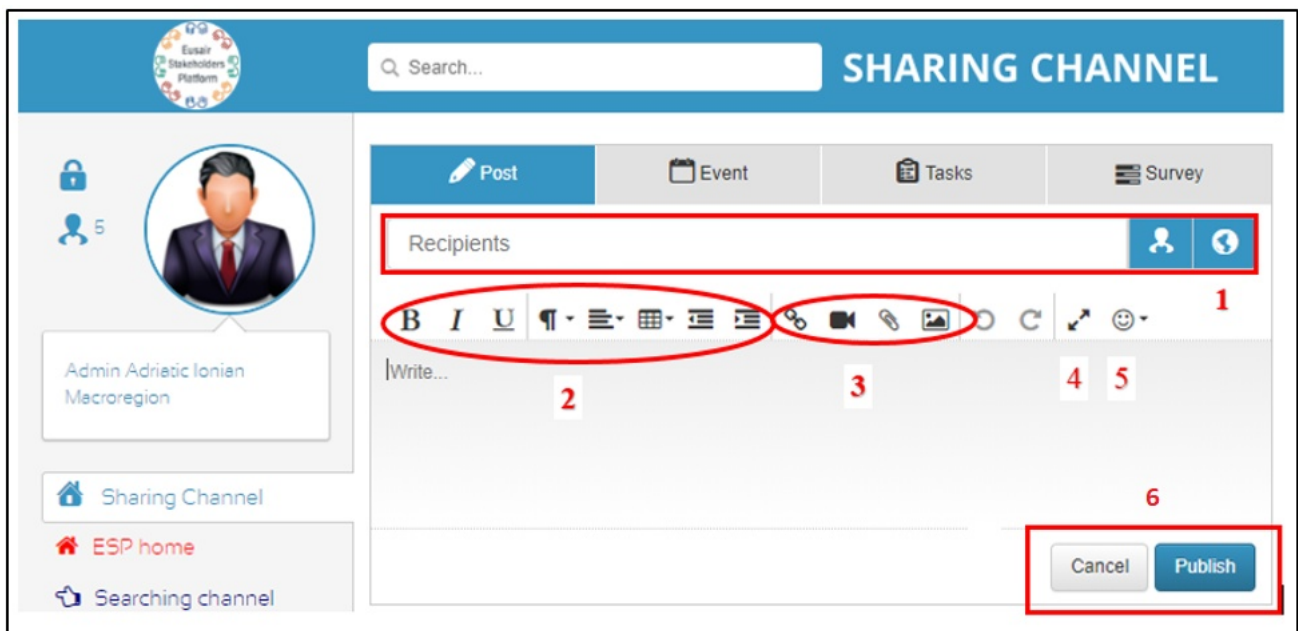 Eusair
Stakeholders
Platform
Search...
SHARING CHANNEL
5
Admin Adriatic Ionian
Macroregion
Sharing Channel
ESP home
Searching channel
Post
Event
Tasks
Survey
Recipients
1
B I U ¶
Write...
2
3
4
5
6
Cancel
Publish